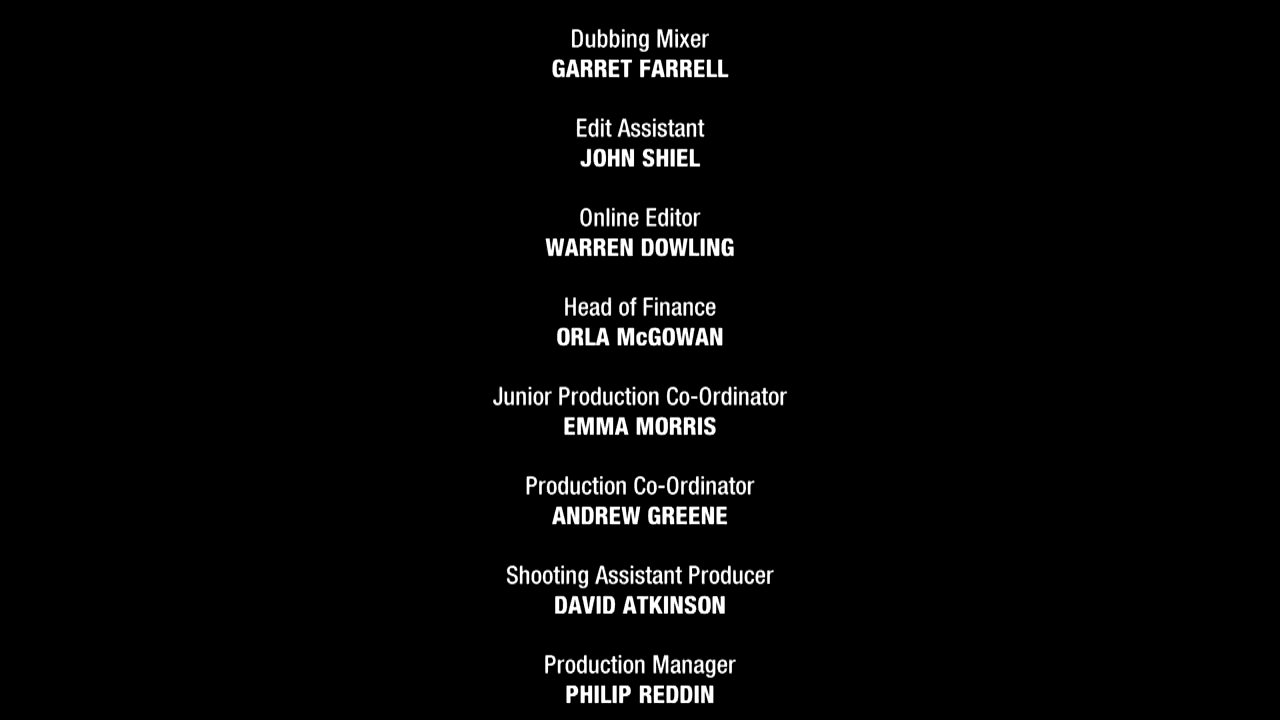 Dubbing Mixer
GARRET FARRELL
Edit Assistant
JOHN SHIEL
Online Editor
WARREN DOWLING
Head of Finance
ORLA McGOWAN
Junior Production Co-Ordinator
EMMA MORRIS
Production Co-Ordinator
ANDREW GREENE
Shooting Assistant Producer
DAVID ATKINSON
Production Manager
PHILIP REDDIN